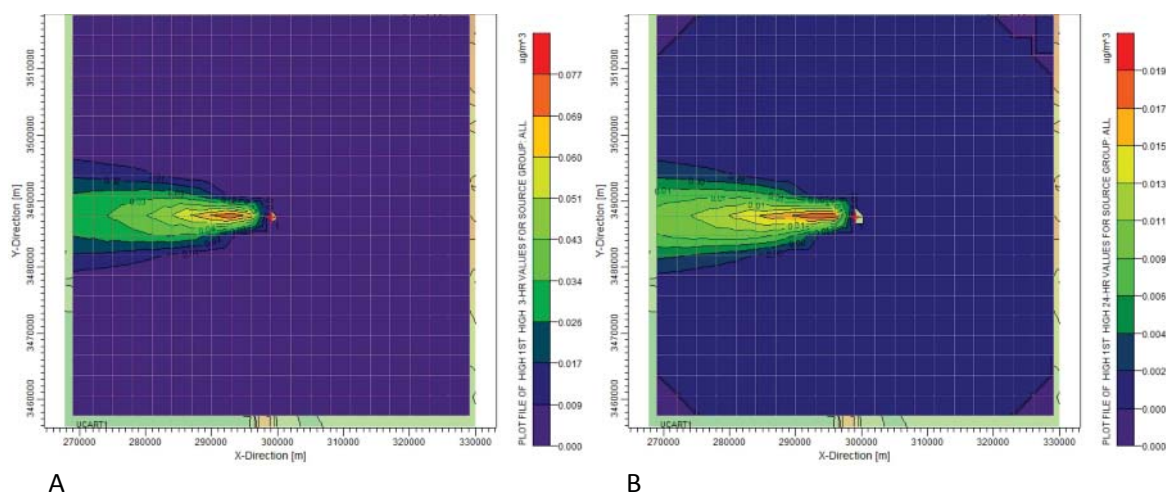 ug/m^3
0.077
0.069
0.060
0.051
0.043
0.034
0.026
0.017
0.009
0.000
PLOT FILE OF HIGH 1ST HIGH 3-HR VALUES FOR SOURCE GROUP: ALL
Y-Direction [m]
3510000
3500000
3490000
3480000
3470000
3460000
UCART1
270000 280000 290000 300000 310000 320000 330000
X-Direction [m]
A
ug/m^3
0.019
0.017
0.015
0.013
0.011
0.009
0.006
0.004
0.002
0.000
0.000
PLOT FILE OF HIGH 1ST HIGH 24-HR VALUES FOR SOURCE GROUP: ALL
Y-Direction [m]
3510000
3500000
3490000
3480000
3470000
3460000
UCART1
270000 280000 290000 300000 310000 320000 330000
X-Direction [m]
B